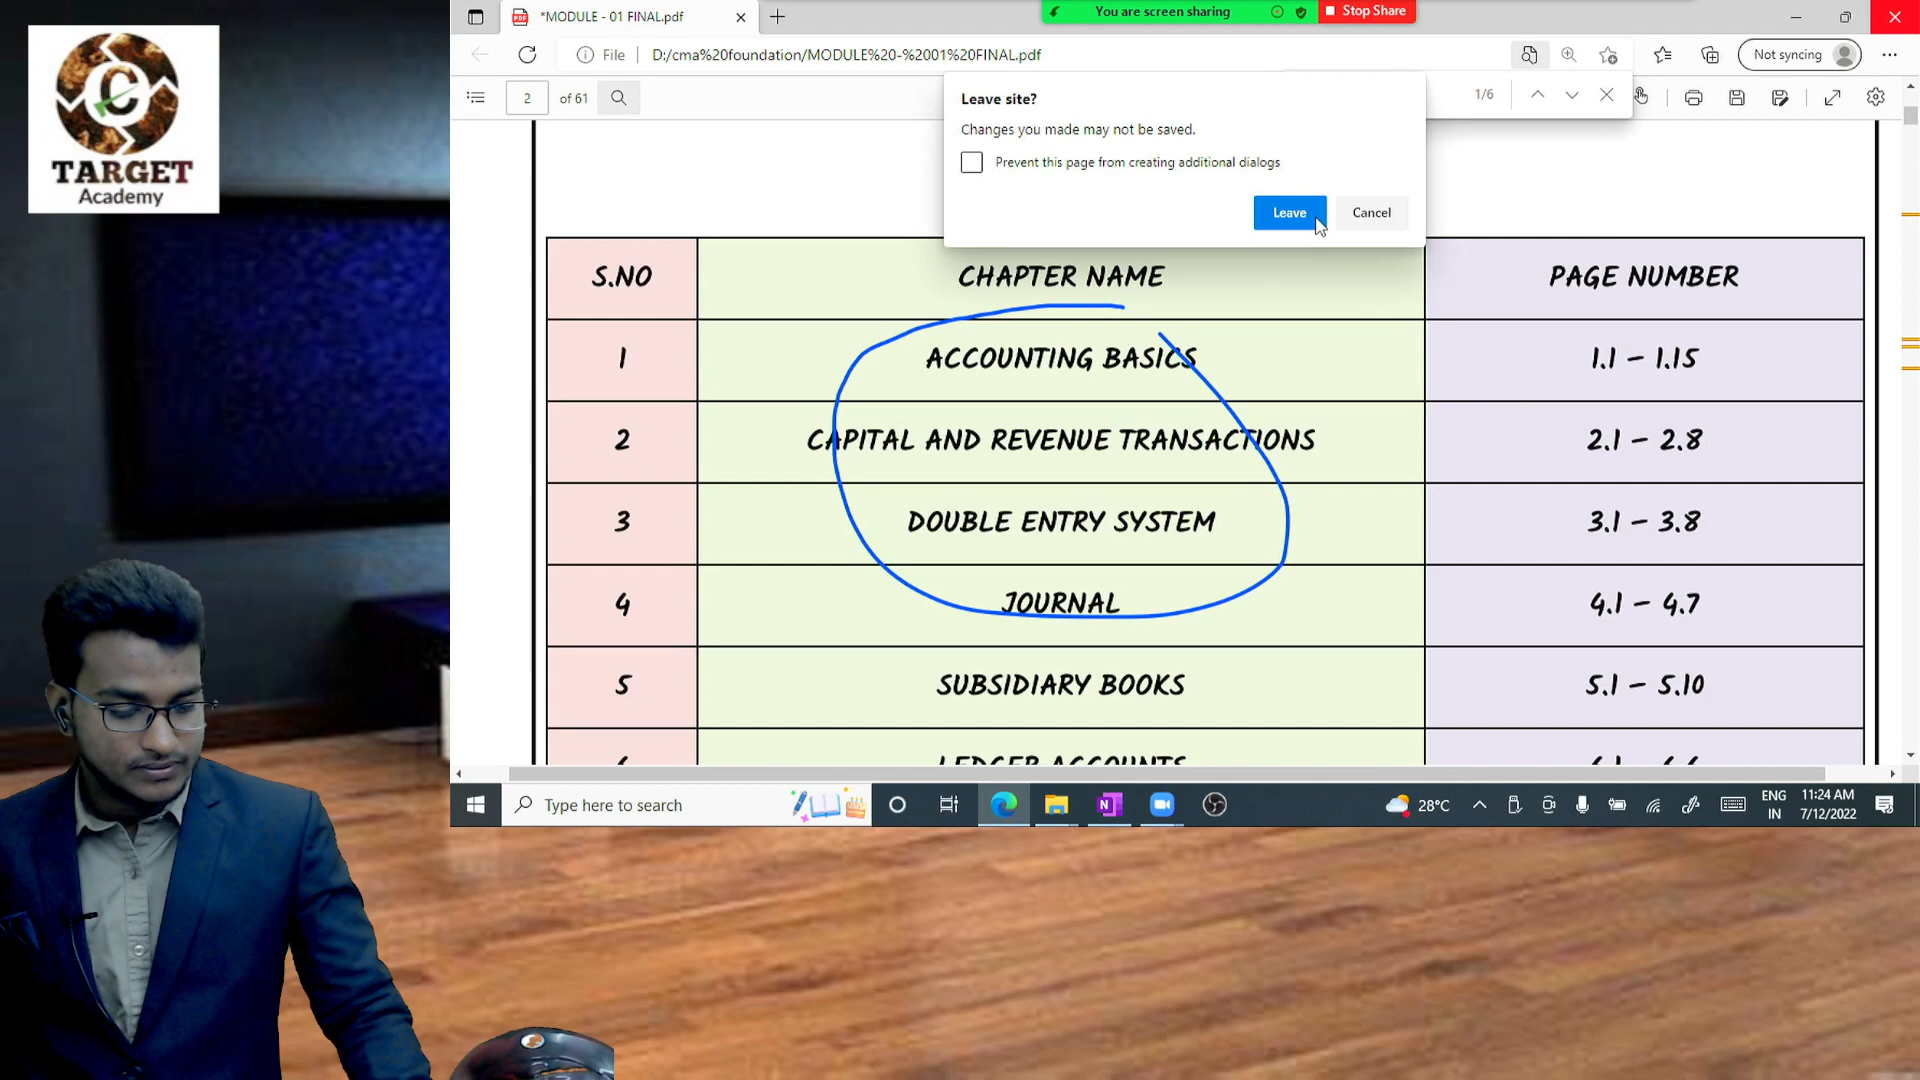 TARGET
Academy
*MODULE - 01 FINAL.pdf
You are screen sharing
Stop Share
File
D:/cma%20foundation/MODULE%20-%2001%20FINAL.pdf
Not syncing
2
of 61
1/6
Leave site?
Changes you made may not be saved.
Prevent this page from creating additional dialogs
Leave
Cancel
S.NO CHAPTER NAME PAGE NUMBER
1 ACCOUNTING BASICS 1.1 – 1.15
2 CAPITAL AND REVENUE TRANSACTIONS 2.1 – 2.8
3 DOUBLE ENTRY SYSTEM 3.1 – 3.8
4 JOURNAL 4.1 – 4.7
5 SUBSIDIARY BOOKS 5.1 – 5.10
LEDGER ACCOUNTS
Type here to search
28°C
ENG
IN
11:24 AM
7/12/2022